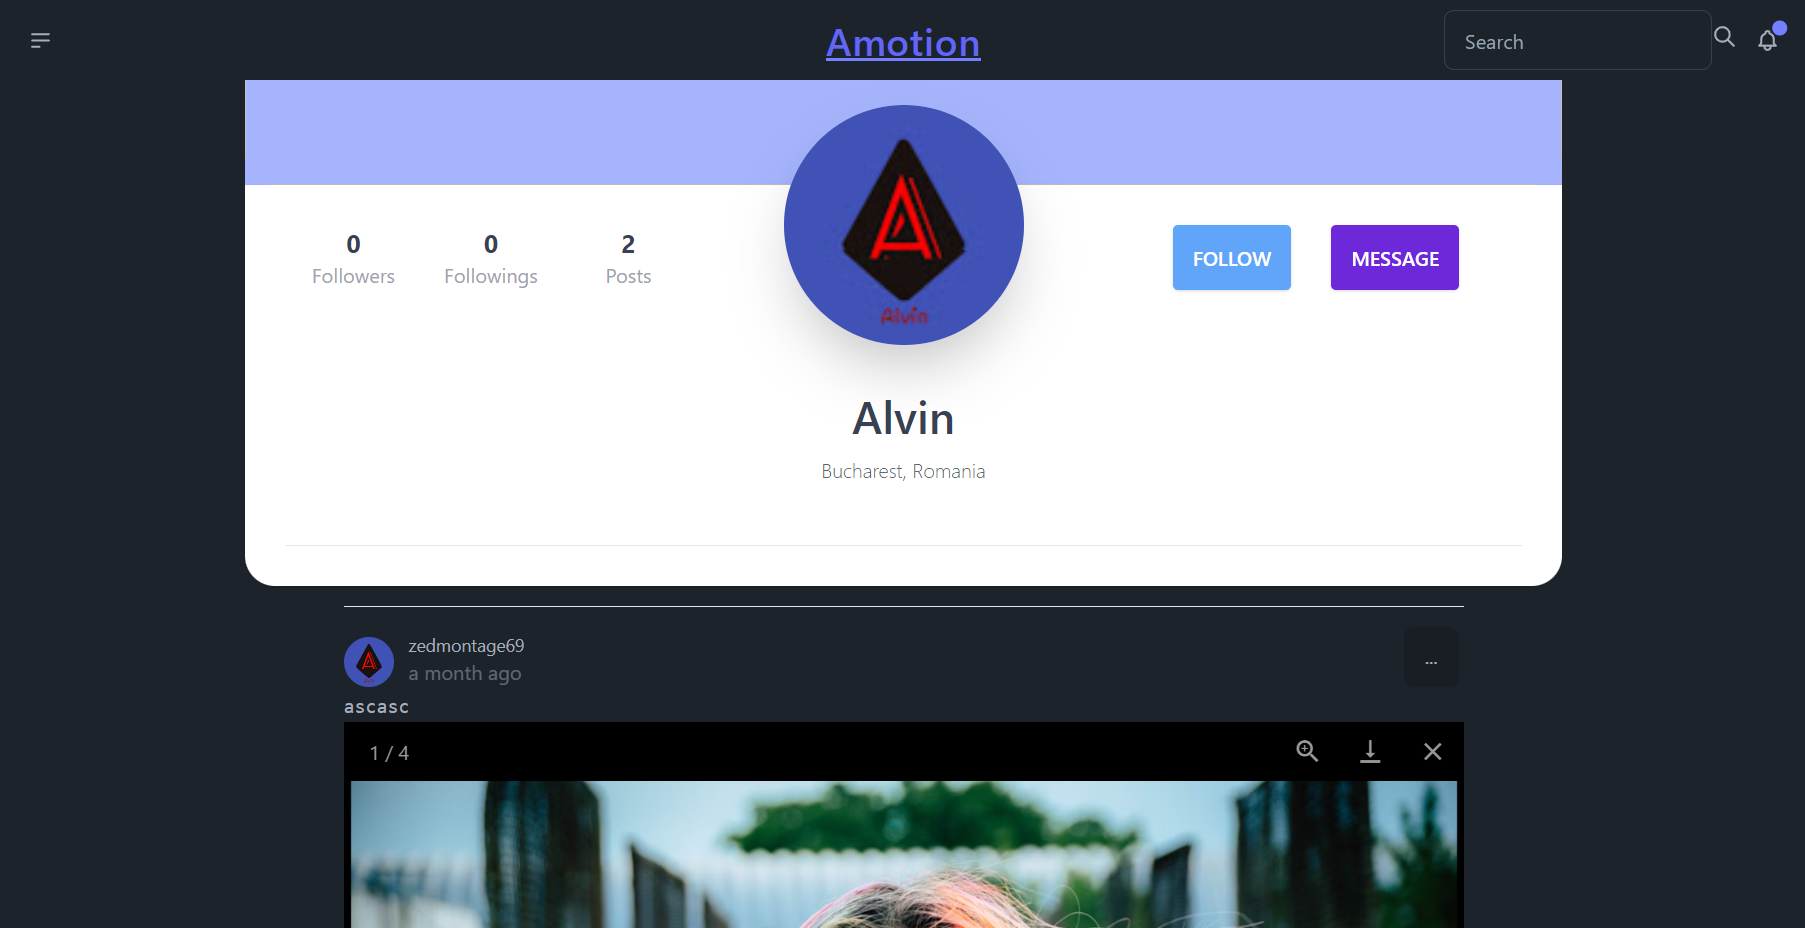 Amotion
Search
Alvin
0
Followers
0
Followings
2
Posts
FOLLOW
MESSAGE
Alvin
Bucharest, Romania
zedmontage69
a month ago
...
ascasc
1 / 4